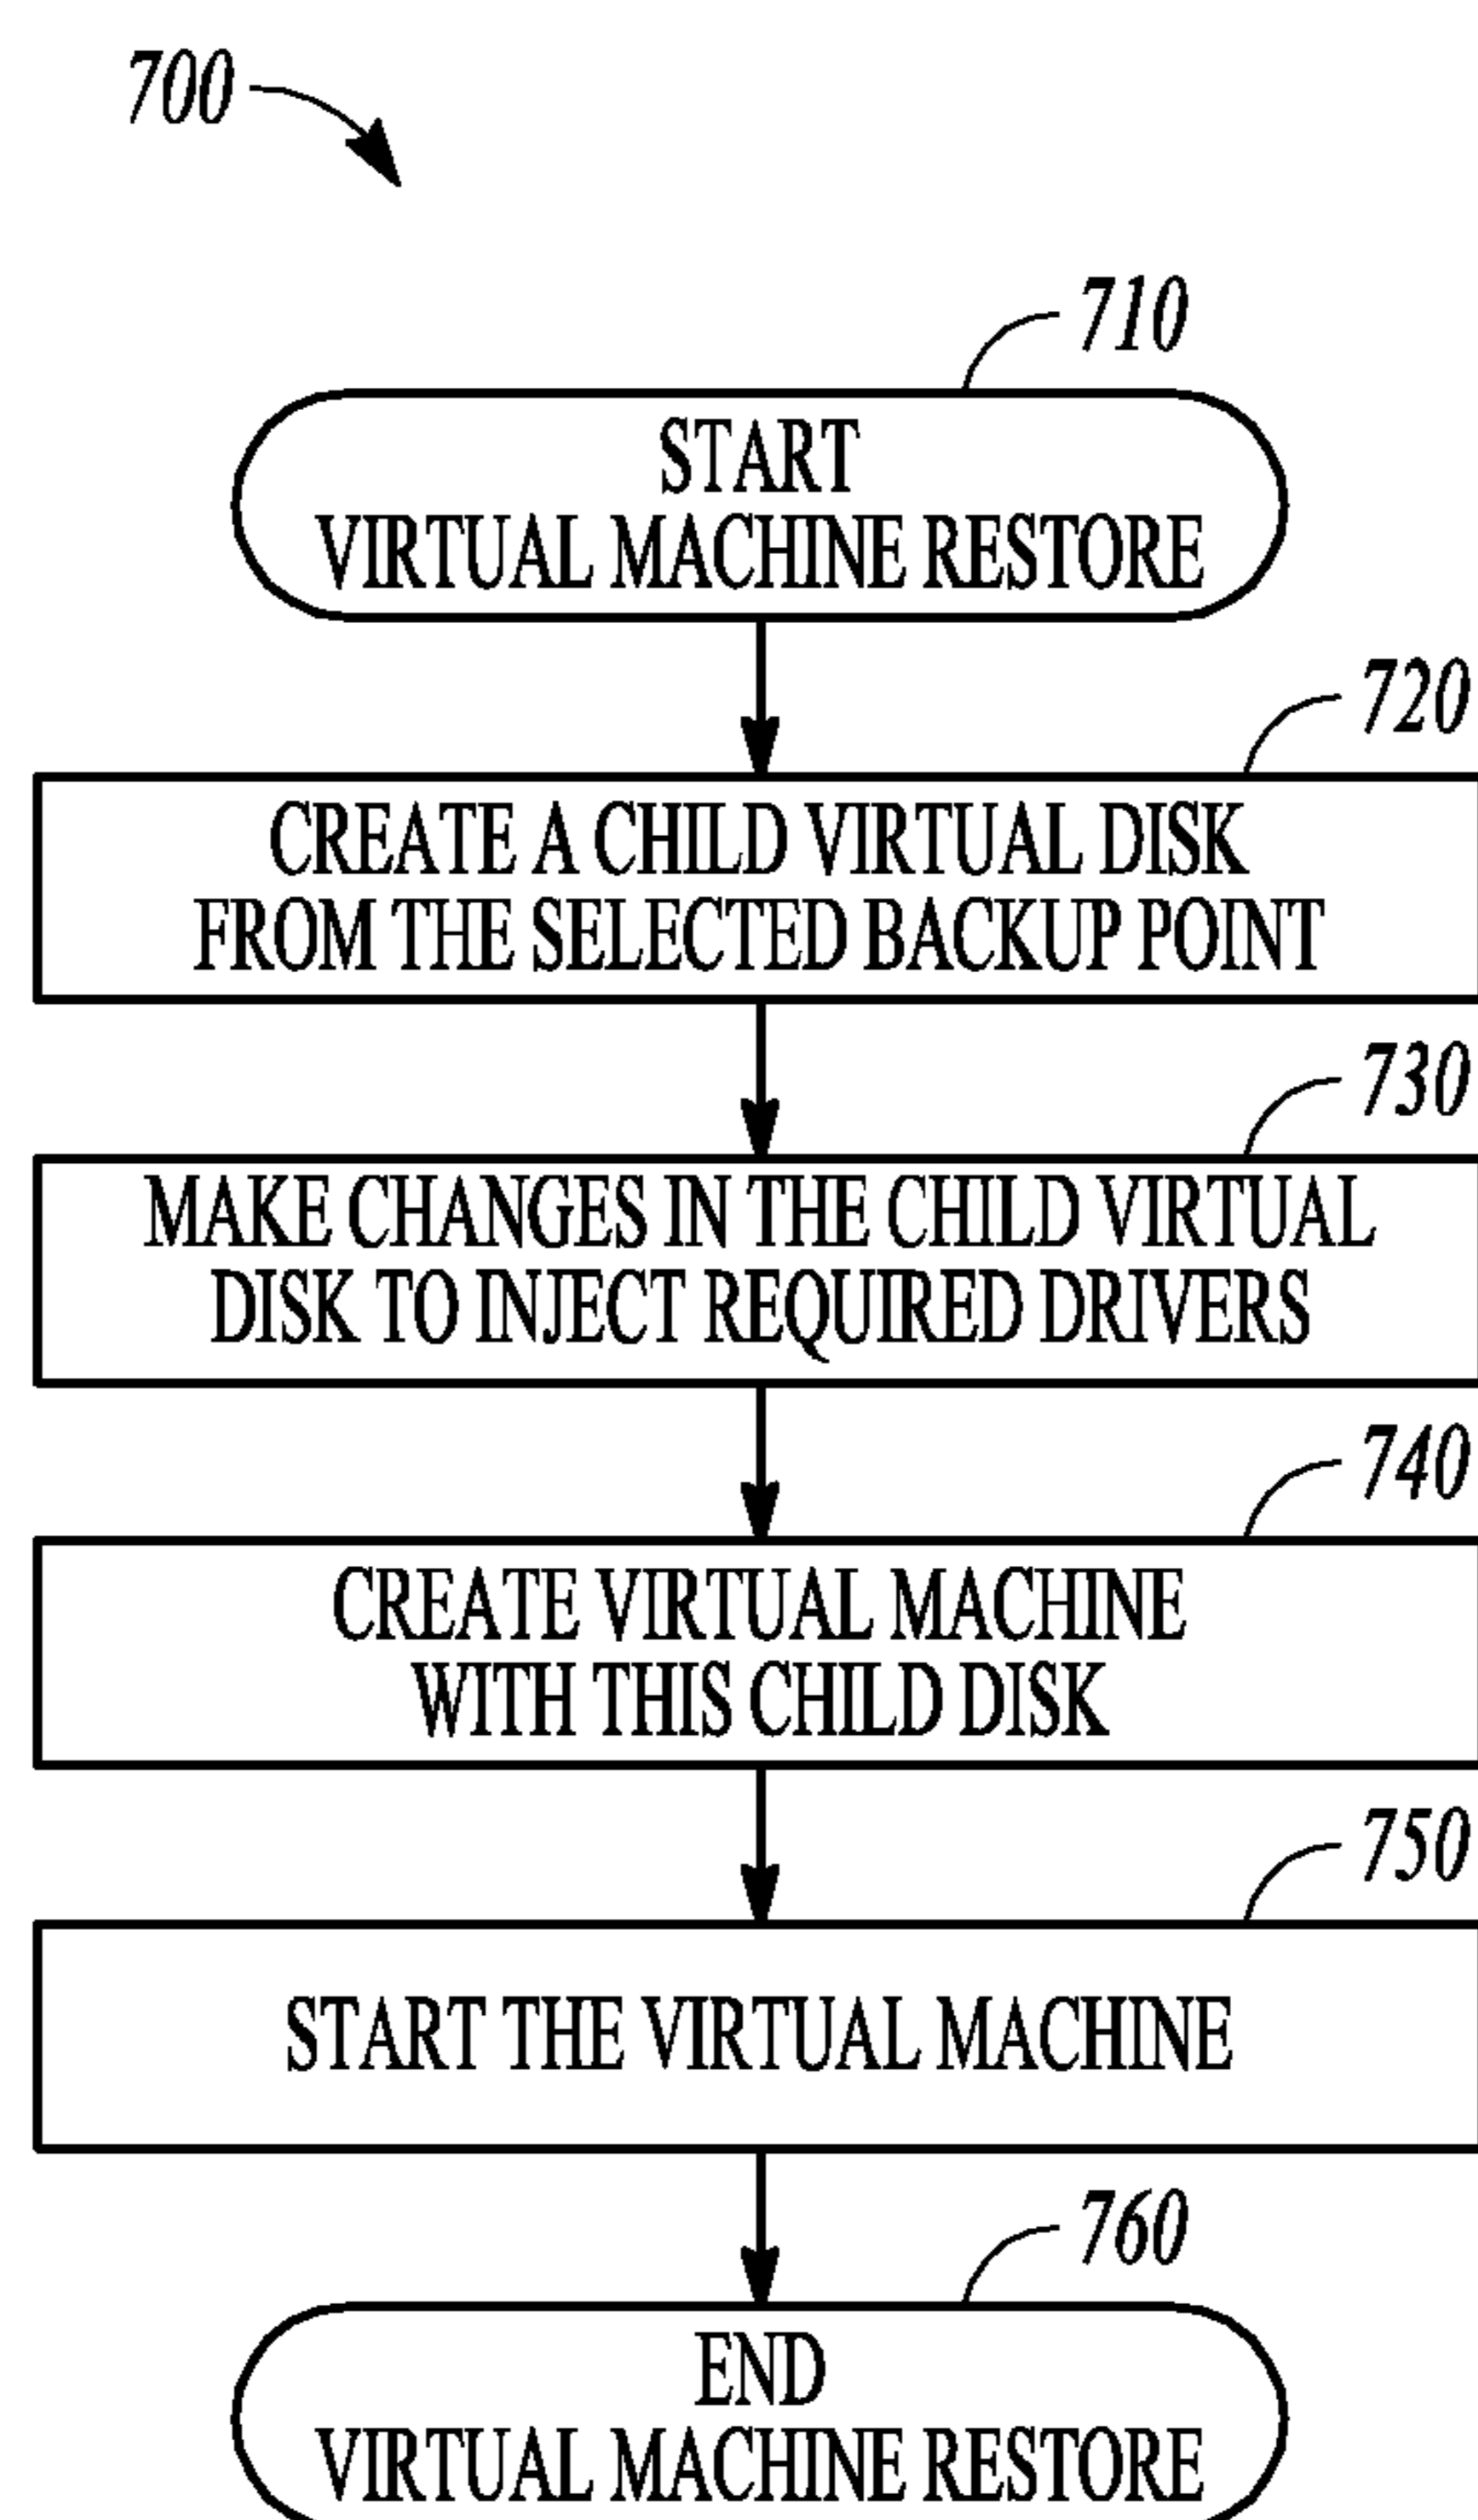 700
710
START
VIRTUAL MACHINE RESTORE
720
CREATE A CHILD VIRTUAL DISK
FROM THE SELECTED BACKUP POINT
730
MAKE CHANGES IN THE CHILD VIRTUAL
DISK TO INJECT REQUIRED DRIVERS
740
CREATE VIRTUAL MACHINE
WITH THIS CHILD DISK
750
START THE VIRTUAL MACHINE
760
END
VIRTUAL MACHINE RESTORE